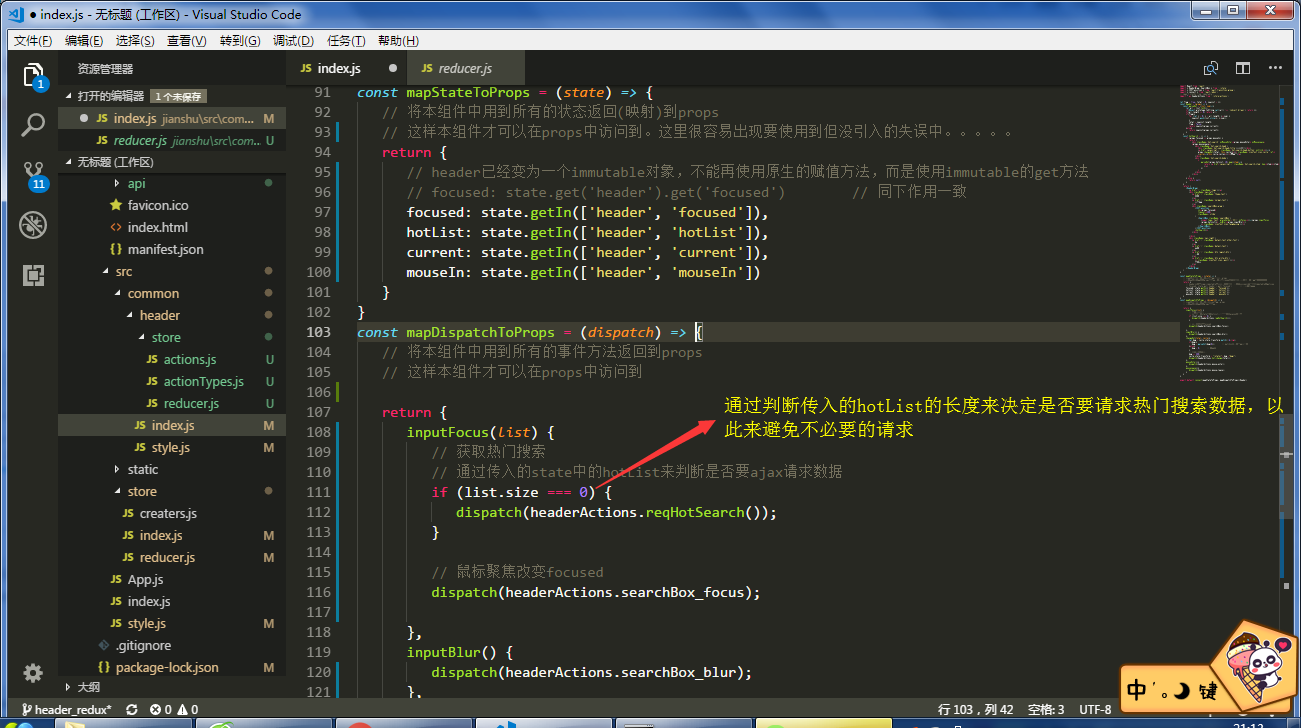 ● index.js - 无标题 (工作区) - Visual Studio Code
文件(F) 编辑(E) 选择(S) 查看(V) 转到(G) 调试(D) 任务(T) 帮助(H)
资源管理器
JS index.js ●
JS reducer.js
1
11
打开的编辑器 1 个未保存
● JS index.js jianshu\src\com... M
JS reducer.js jianshu\src\com... U
无标题 (工作区)
api
favicon.ico
<> index.html
{} manifest.json
src
common
header
store
JS actions.js U
JS actionTypes.js U
JS reducer.js U
JS index.js M
JS style.js M
static
store
JS creaters.js
JS index.js M
JS reducer.js M
JS App.js
JS index.js
JS style.js M
.gitignore
{} package-lock.json M
大纲
91 const mapStateToProps = (state) => {
92 // 将本组件中用到所有的状态返回(映射)到props
93 // 这样本组件才可以在props中访问到。这里很容易出现要使用到但没引入的失误中。。。。。
94 return {
95 // header已经变为一个immutable对象，不能再使用原生的赋值方法，而是使用immutable的get方法
96 // focused: state.get('header').get('focused') // 同下作用一致
97 focused: state.getIn(['header', 'focused']),
98 hotList: state.getIn(['header', 'hotList']),
99 current: state.getIn(['header', 'current']),
100 mouseIn: state.getIn(['header', 'mouseIn'])
101 }
102 }
103 const mapDispatchToProps = (dispatch) => {
104 // 将本组件中用到所有的事件方法返回到props
105 // 这样本组件才可以在props中访问到
106
107 return {
108 inputFocus(list) {
109 // 获取热门搜索
110 // 通过传入的state中的hotList来判断是否要ajax请求数据
111 if (list.size === 0) {
112 dispatch(headerActions.reqHotSearch());
113 }
114
115 // 鼠标聚焦改变focused
116 dispatch(headerActions.searchBox_focus);
117
118 },
119 inputBlur() {
120 dispatch(headerActions.searchBox_blur);
121 },
通过判断传入的hotList的长度来决定是否要请求热门搜索数据，以
此来避免不必要的请求
中 '。 键
header_redux* 0 0 行 103，列 42 空格: 3 UTF-8